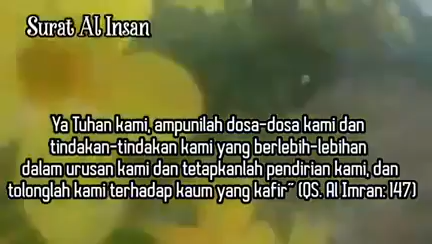 Surat Al Insan
Ya Tuhan kami, ampunilah dosa-dosa kami dan
tindakan-tindakan kami yang berlebih-lebihan
dalam urusan kami dan tetapkanlah pendirian kami, dan
tolonglah kami terhadap kaum yang kafir" (QS. Al Imran: 147)